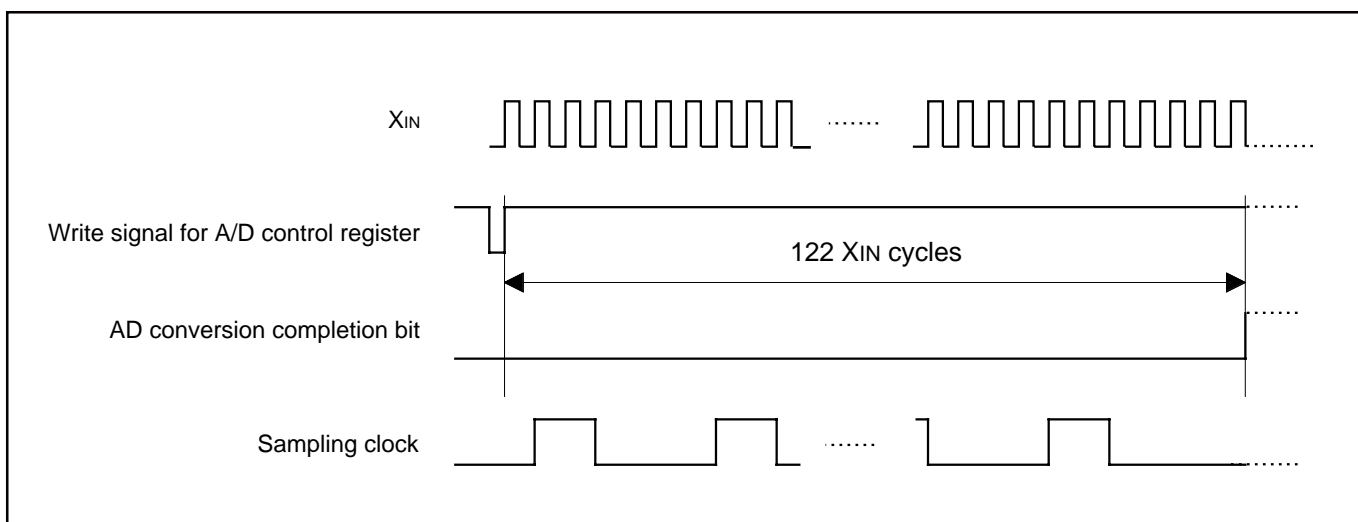 XIN
Write signal for A/D control register
122 XIN cycles
AD conversion completion bit
Sampling clock